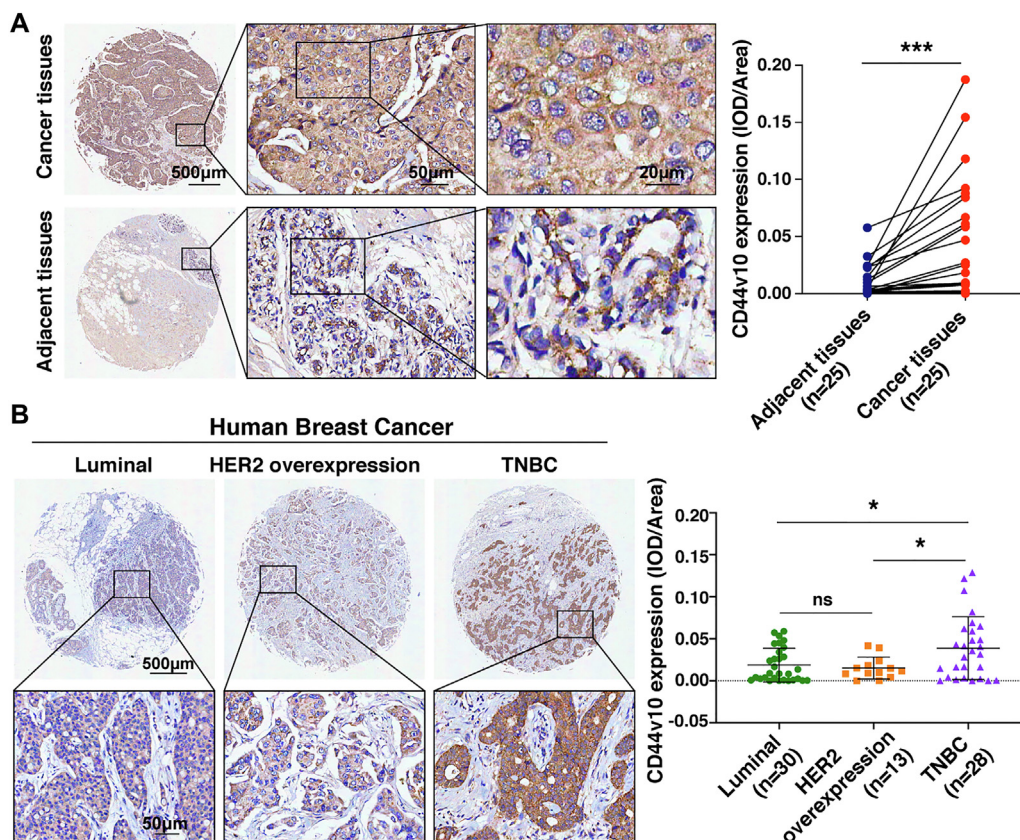 A
Cancer tissues
500μm
50μm
20μm
Adjacent tissues
CD44v10 expression (IOD/Area)
***
0.20
0.15
0.10
0.05
0.00
Adjacent tissues
(n=25)
Cancer tissues
(n=25)
B
Human Breast Cancer
Luminal
HER2 overexpression
TNBC
500μm
50μm
CD44v10 expression (IOD/Area)
*
*
ns
0.20
0.15
0.10
0.05
0.00
-0.05
Luminal
(n=30)
HER2
overexpression
(n=13)
TNBC
(n=28)